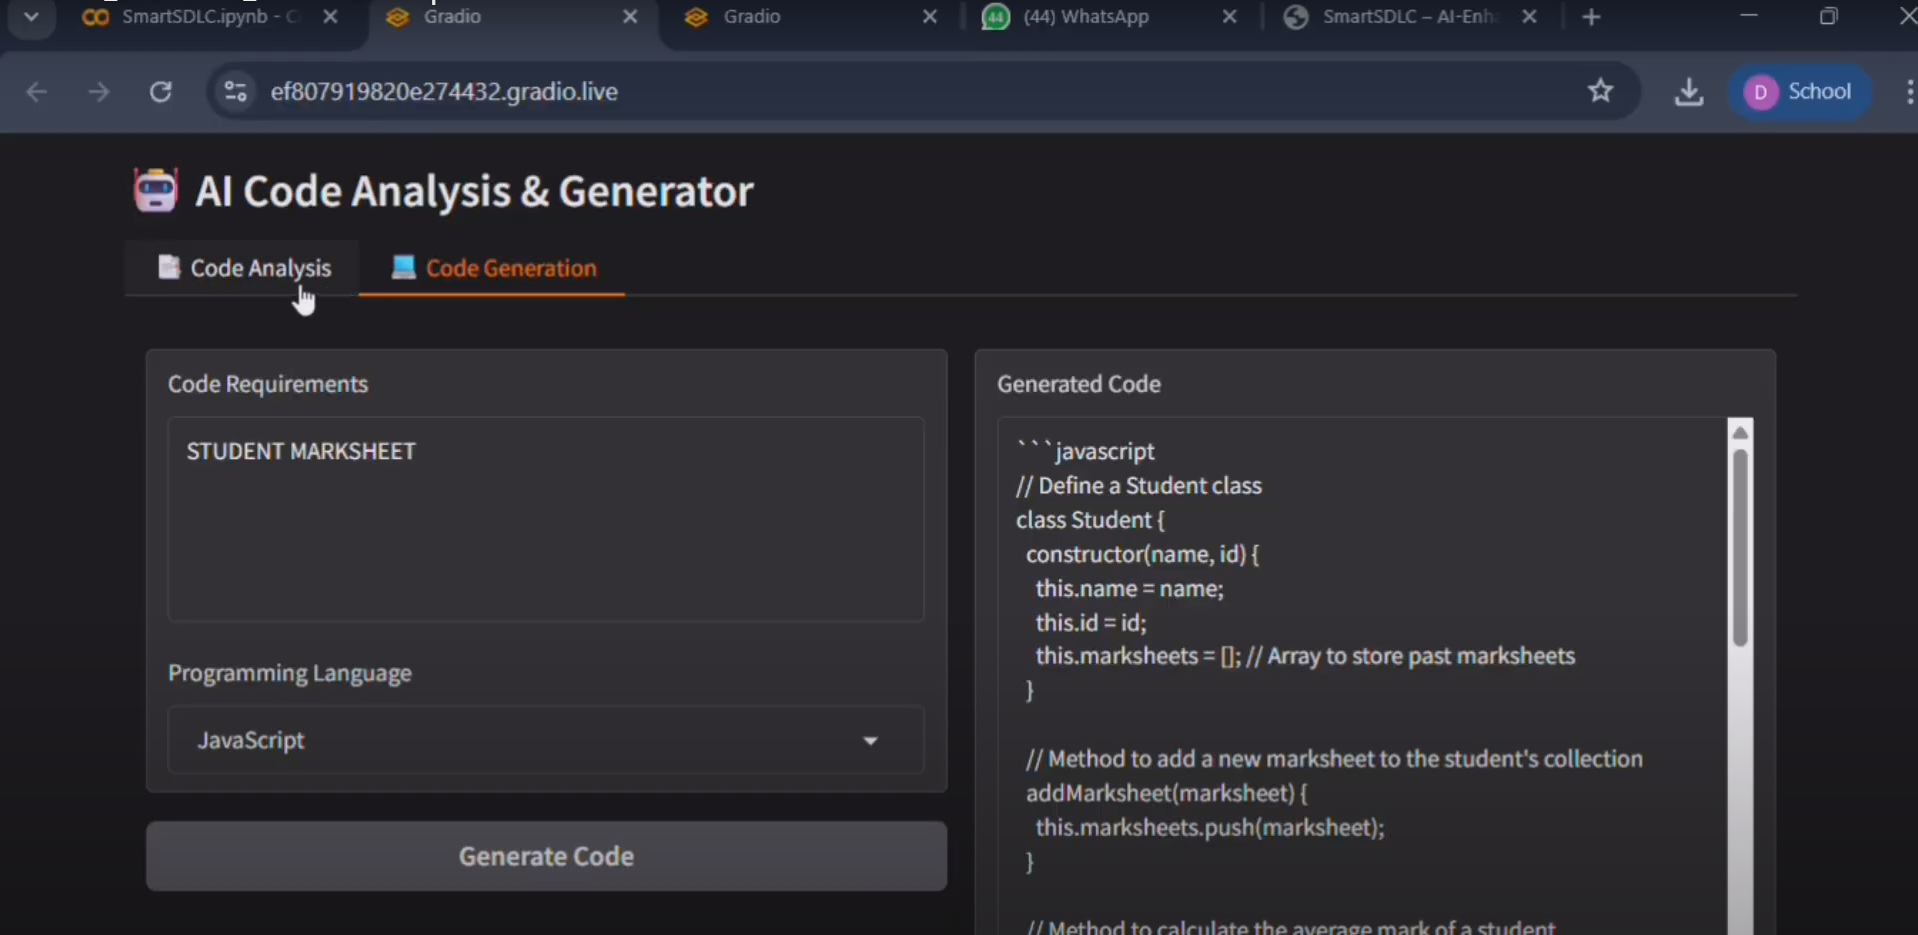 SmartSDLC.ipynb - C
Gradio
Gradio
44
(44) WhatsApp
SmartSDLC – AI-Enh
ef807919820e274432.gradio.live
D
School
AI Code Analysis & Generator
Code Analysis
Code Generation
Code Requirements
STUDENT MARKSHEET
Programming Language
JavaScript
Generate Code
Generated Code
```javascript
// Define a Student class
class Student {
constructor(name, id) {
this.name = name;
this.id = id;
this.marksheets = []; // Array to store past marksheets
}
// Method to add a new marksheet to the student's collection
addMarksheet(marksheet) {
this.marksheets.push(marksheet);
}
// Method to calculate the average mark of a student